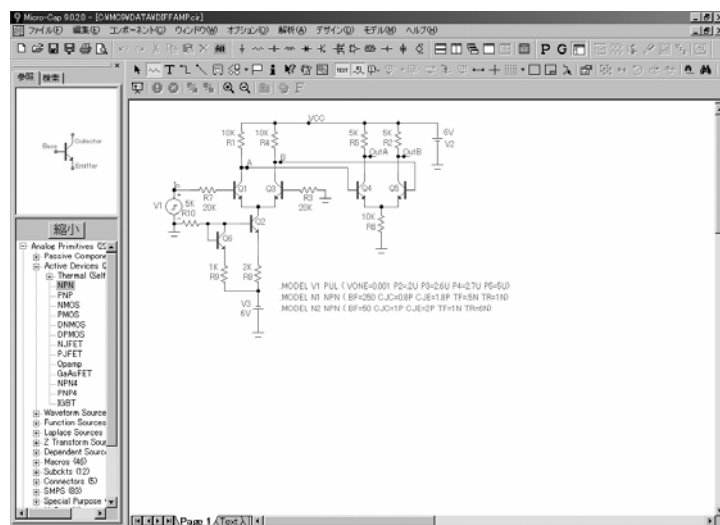 Micro-Cap 9.0.2.0 - [C:¥MC9¥DATA¥DIFFAMP.cir]
ファイル(F) 編集(E) コンポーネント(C) ウィンドウ(W) オプション(O) 解析(A) デザイン(D) モデル(M) ヘルプ(H)
P G
TEXT
参照 検索
Collector
Base
Emitter
縮小
Analog Primitives
Passive Compone
Active Devices
Thermal (Self
NPN
PNP
NMOS
PMOS
DNMOS
DPMOS
NJFET
PJFET
Opamp
GaAsFET
NPN4
PNP4
IGBT
Waveform Source
Function Sources
Laplace Sources
Z Transform Sour
Dependent Source
Macros (46)
Subckts (12)
Connectors (6)
SMPS (83)
Special Purpose
VCC
10K
R1
10K
R4
5K
R5
5K
R2
6V
V2
A
B
OutA
OutB
Q1
Q3
Q4
Q5
R7
20K
R3
20K
V1
5K
R10
Q2
Q6
10K
R6
1K
R9
2K
R8
V3
6V
.MODEL V1 PUL (VONE=0.001 P2=.2U P3=2.6U P4=2.7U P5=5U)
.MODEL N1 NPN ( BF=250 CJC=0.8P CJE=1.8P TF=.5N TR=1N)
.MODEL N2 NPN ( BF=50 CJC=1P CJE=2P TF=1N TR=6N)
Page 1 Text